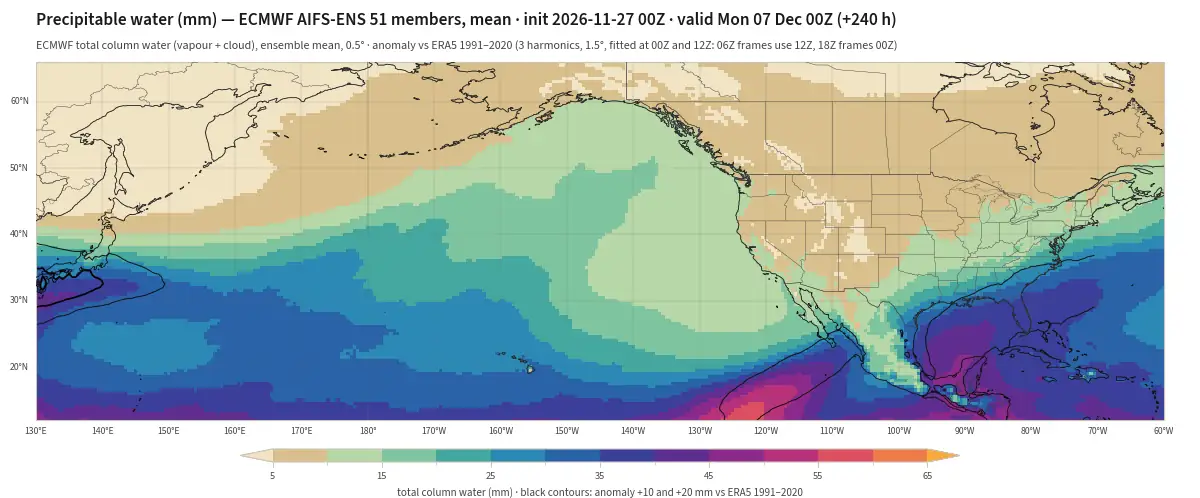 Precipitable water (mm) — ECMWF AIFS-ENS 51 members, mean · init 2026-11-27 00Z · valid Mon 07 Dec 00Z (+240 h)
ECMWF total column water (vapour + cloud), ensemble mean, 0.5° · anomaly vs ERA5 1991–2020 (3 harmonics, 1.5°, fitted at 00Z and 12Z: 06Z frames use 12Z, 18Z frames 00Z)
60°N
50°N
40°N
30°N
20°N
130°E 140°E 150°E 160°E 170°E 180° 170°W 160°W 150°W 140°W 130°W 120°W 110°W 100°W 90°W 80°W 70°W 60°W
5 15 25 35 45 55 65
total column water (mm) · black contours: anomaly +10 and +20 mm vs ERA5 1991–2020